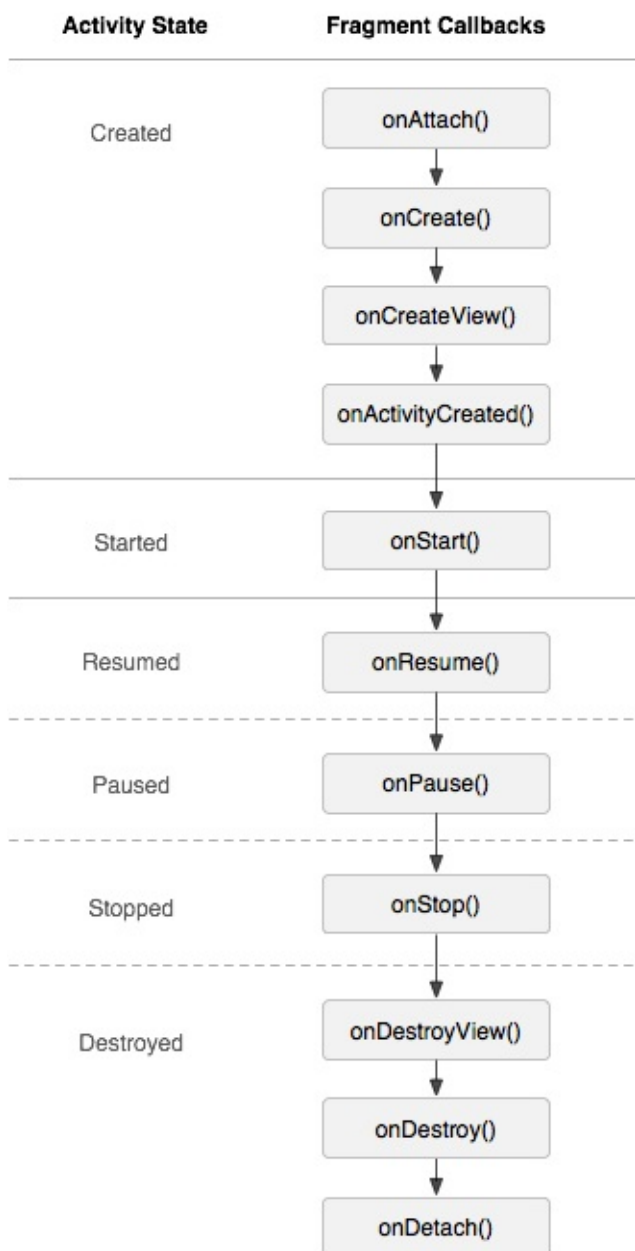 Activity State Fragment Callbacks
Created
onAttach()
onCreate()
onCreateView()
onActivityCreated()
Started onStart()
Resumed onResume()
Paused onPause()
Stopped onStop()
Destroyed
onDestroyView()
onDestroy()
onDetach()